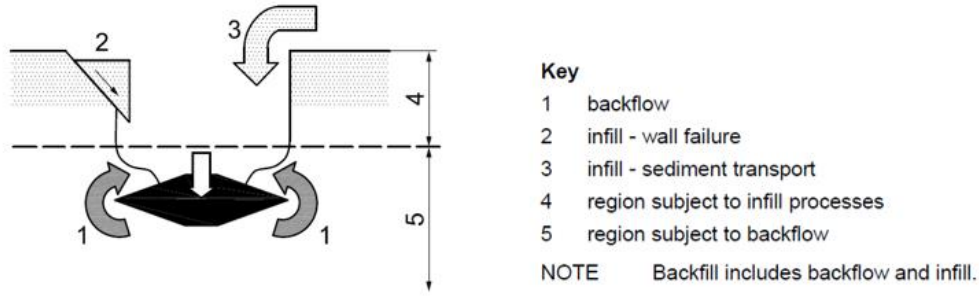 2
3
4
1
1
5
Key
1 backflow
2 infill - wall failure
3 infill - sediment transport
4 region subject to infill processes
5 region subject to backflow
NOTE Backfill includes backflow and infill.